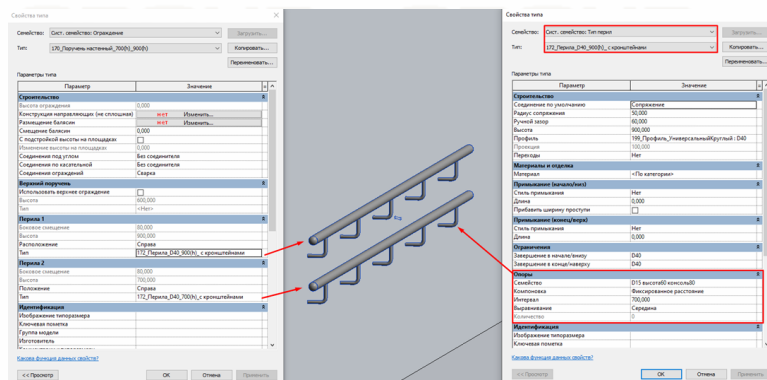 Свойства типа
Семейство: Сист. семейство: Ограждение Загрузить...
Тип: 170_Поручень настенный_700(h)_900(h) Копировать...
Переименовать...
Параметры типа
Параметр Значение =
Строительство
Высота ограждения 0,000
Конструкция направляющих (не сплошная) нет Изменить...
Размещение балясин нет Изменить...
Смещение балясин 0,000
С подстройкой высоты на площадках
Изменение высоты на площадках 0,000
Соединения под углом Без соединителя
Соединения по касательной Без соединителя
Соединение ограждений Сварка
Верхний поручень
Использовать верхнее ограждение
Высота 600,000
Тип <Нет>
Перила 1
Боковое смещение 80,000
Высота 900,000
Расположение Справа
Тип 172_Перила_D40_900(h)_ с кронштейнами
Перила 2
Боковое смещение 80,000
Высота 700,000
Положение Справа
Тип 172_Перила_D40_700(h)_с кронштейнами
Идентификация
Изображение типоразмера
Ключевая пометка
Группа модели
Изготовитель
Какова функция данных свойств?
<< Просмотр ОК Отмена Применить
Свойства типа
Семейство: Сист. семейство: Тип перил Загрузить...
Тип: 172_Перила_D40_900(h)_ с кронштейнами Копировать...
Переименовать...
Параметры типа
Параметр Значение =
Строительство
Соединение по умолчанию Сопряжение
Радиус сопряжения 50,000
Ручной зазор 60,000
Высота 900,000
Профиль 199_Профиль_УниверсальныйКруглый : D40
Проекция 100,000
Переходы Нет
Материалы и отделка
Материал <По категории>
Примыкание (начало/низ)
Стиль примыкания Нет
Длина 0,000
Прибавить ширину проступи
Примыкание (конец/верх)
Стиль примыкания Нет
Длина 0,000
Ограничения
Завершение в начале/внизу D40
Завершение в конце/наверху D40
Опоры
Семейство D15 высота60 консоль80
Компоновка Фиксированное расстояние
Интервал 700,000
Выравнивание Середина
Количество 0
Идентификация
Изображение типоразмера
Ключевая пометка
Какова функция данных свойств?
<< Просмотр ОК Отмена Применить